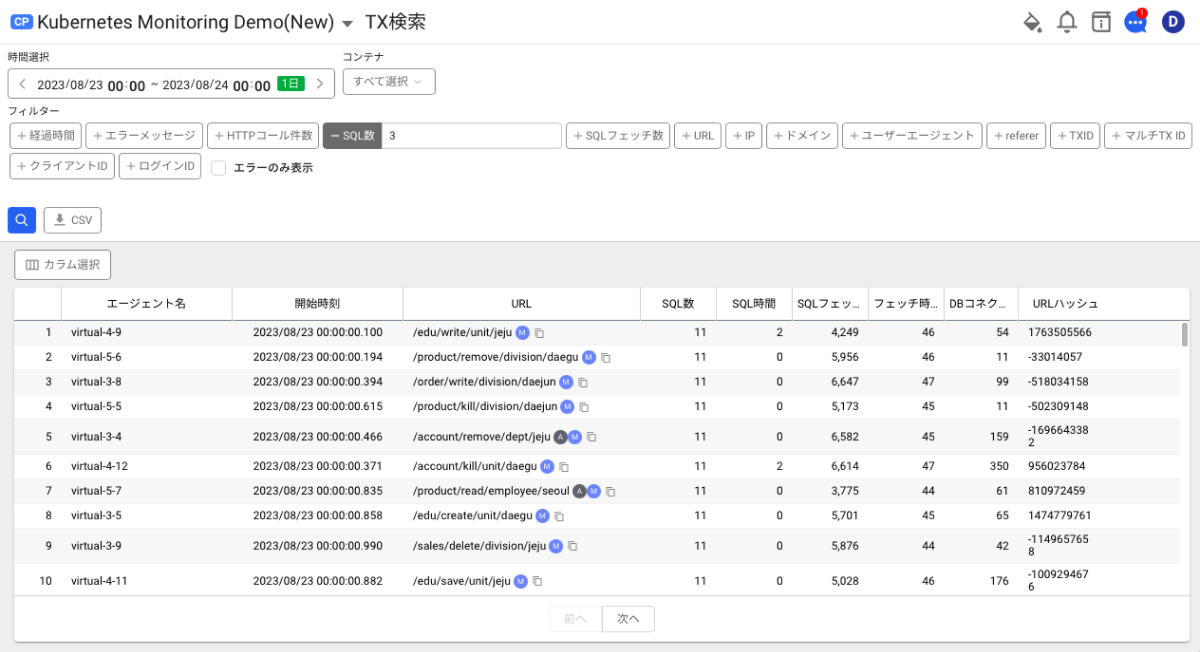 CP Kubernetes Monitoring Demo(New) TX検索
1
D
時間選択 コンテナ
2023/08/23 00:00 ~ 2023/08/24 00:00 1日 すべて選択
フィルター
+ 経過時間 + エラーメッセージ + HTTPコール件数 − SQL数 3 + SQLフェッチ数 + URL + IP + ドメイン + ユーザーエージェント + referer + TXID + マルチTX ID
+ クライアントID + ログインID エラーのみ表示
CSV
カラム選択
エージェント名 開始時刻 URL SQL数 SQL時間 SQLフェッ... フェッチ時... DBコネク... URLハッシュ
1 virtual-4-9 2023/08/23 00:00:00.100 /edu/write/unit/jeju M 11 2 4,249 46 54 1763505566
2 virtual-5-6 2023/08/23 00:00:00.194 /product/remove/division/daegu M 11 0 5,956 46 11 -33014057
3 virtual-3-8 2023/08/23 00:00:00.394 /order/write/division/daejun M 11 0 6,647 47 99 -518034158
4 virtual-5-5 2023/08/23 00:00:00.615 /product/kill/division/daejun M 11 0 5,173 45 11 -502309148
5 virtual-3-4 2023/08/23 00:00:00.466 /account/remove/dept/jeju A M 11 0 6,582 45 159 -169664338
2
6 virtual-4-12 2023/08/23 00:00:00.371 /account/kill/unit/daegu M 11 2 6,614 47 350 956023784
7 virtual-5-7 2023/08/23 00:00:00.835 /product/read/employee/seoul A M 11 0 3,775 44 61 810972459
8 virtual-3-5 2023/08/23 00:00:00.858 /edu/create/unit/daegu M 11 0 5,701 45 65 1474779761
9 virtual-3-9 2023/08/23 00:00:00.990 /sales/delete/division/jeju M 11 0 5,876 44 42 -114965765
8
10 virtual-4-11 2023/08/23 00:00:00.882 /edu/save/unit/jeju M 11 0 5,028 46 176 -100929467
6
前へ 次へ